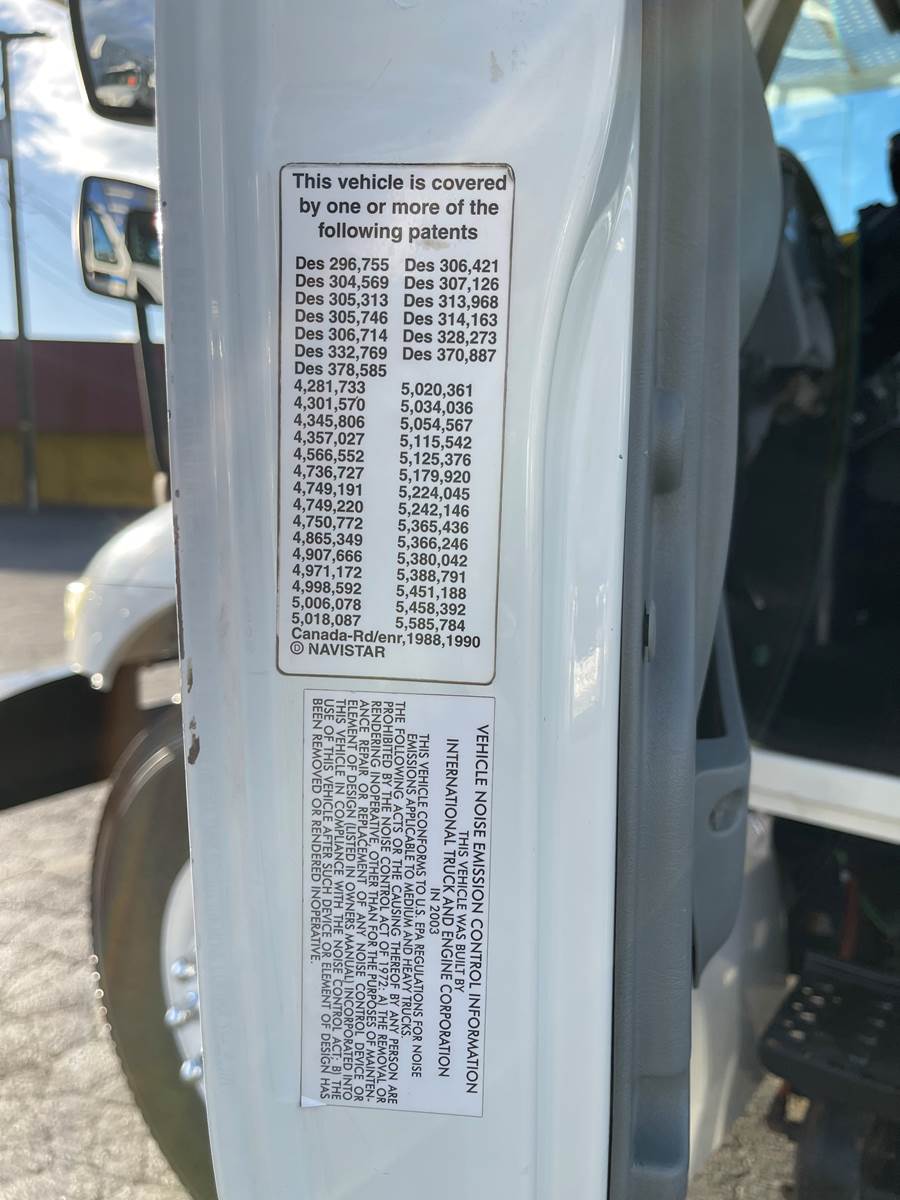 This vehicle is covered
by one or more of the
following patents
Des 296,755 Des 306,421
Des 304,569 Des 307,126
Des 305,313 Des 313,968
Des 305,746 Des 314,163
Des 306,714 Des 328,273
Des 332,769 Des 370,887
Des 378,585
4,281,733 5,020,361
4,301,570 5,034,036
4,345,806 5,054,567
4,357,027 5,115,542
4,566,552 5,125,376
4,736,727 5,179,920
4,749,191 5,224,045
4,749,220 5,242,146
4,750,772 5,365,436
4,865,349 5,366,246
4,907,666 5,380,042
4,971,172 5,388,791
4,998,592 5,451,188
5,006,078 5,458,392
5,018,087 5,585,784
Canada-Rd/enr,1988,1990
Ⓓ NAVISTAR
VEHICLE NOISE EMISSION CONTROL INFORMATION
THIS VEHICLE WAS BUILT BY
INTERNATIONAL TRUCK AND ENGINE CORPORATION
IN 2003
THIS VEHICLE CONFORMS TO U.S. EPA REGULATIONS FOR NOISE
EMISSIONS APPLICABLE TO MEDIUM AND HEAVY TRUCKS.
THE FOLLOWING ACTS OR THE CAUSING THEREOF BY ANY PERSON ARE
PROHIBITED BY THE NOISE CONTROL ACT OF 1972: A) THE REMOVAL OR
RENDERING INOPERATIVE, OTHER THAN FOR THE PURPOSES OF MAINTEN-
ANCE, REPAIR OR REPLACEMENT, OF ANY NOISE CONTROL DEVICE OR
ELEMENT OF DESIGN (LISTED IN OWNERS MANUAL) INCORPORATED INTO
THIS VEHICLE IN COMPLIANCE WITH THE NOISE CONTROL ACT; B) THE
USE OF THIS VEHICLE AFTER SUCH DEVICE OR ELEMENT OF DESIGN HAS
BEEN REMOVED OR RENDERED INOPERATIVE.